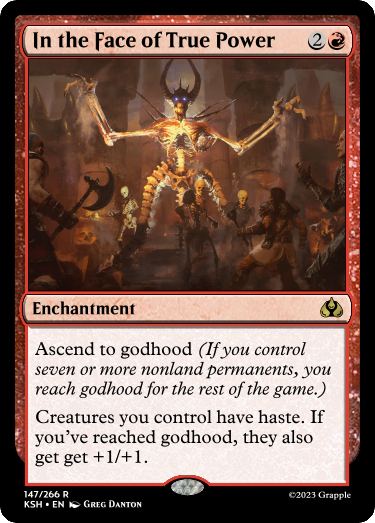 In the Face of True Power 2
Enchantment
Ascend to godhood (If you control
seven or more nonland permanents, you
reach godhood for the rest of the game.)
Creatures you control have haste. If
you've reached godhood, they also
get get +1/+1.
147/266 R
KSH • EN Greg Danton
©2023 Grapple